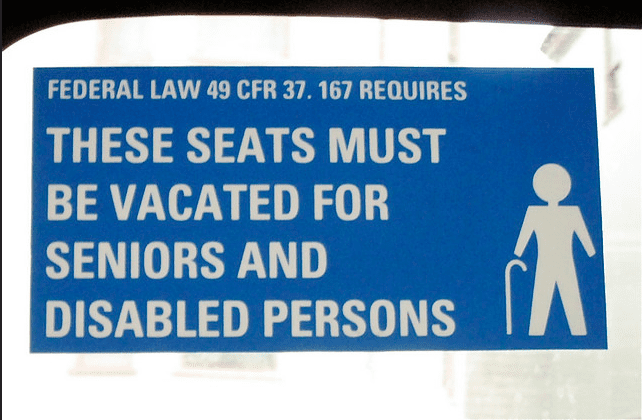 FEDERAL LAW 49 CFR 37. 167 REQUIRES
THESE SEATS MUST
BE VACATED FOR
SENIORS AND
DISABLED PERSONS